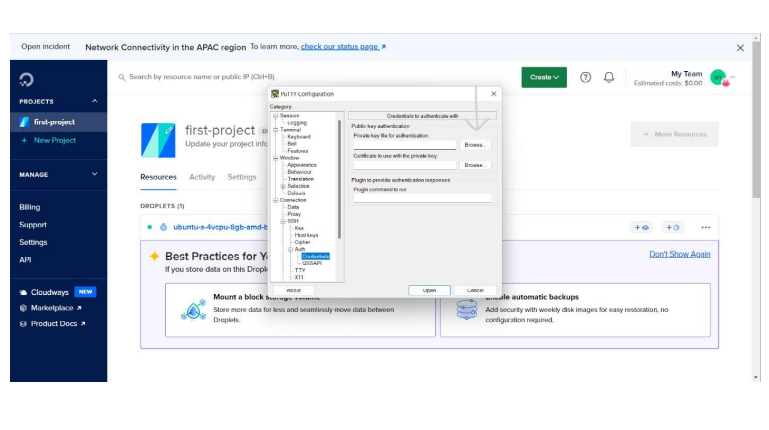 Open incident Network Connectivity in the APAC region To learn more, check our status page
Search by resource name or public IP (Ctrl+B)
Create
My Team
Estimated costs: $0.00
PROJECTS
first-project
+ New Project
MANAGE
Billing
Support
Settings
API
Cloudways NEW
Marketplace
Product Docs
first-project
Update your project info
→ Move Resources
Resources Activity Settings
DROPLETS (1)
ubuntu-s-4vcpu-8gb-amd-b
Best Practices for Y
If you store data on this Drople
Don't Show Again
Mount a block storage volume
Store more data for less and seamlessly move data between
Droplets.
Enable automatic backups
Add security with weekly disk images for easy restoration, no
configuration required.
PuTTY Configuration
Category:
Session
Logging
Terminal
Keyboard
Bell
Features
Window
Appearance
Behaviour
Translation
Selection
Colours
Connection
Data
Proxy
SSH
Kex
Host keys
Cipher
Auth
Credentials
GSSAPI
TTY
X11
Credentials to authenticate with
Public-key authentication
Private key file for authentication:
Browse...
Certificate to use with the private key:
Browse...
Plugin to provide authentication responses
Plugin command to run
About
Open
Cancel